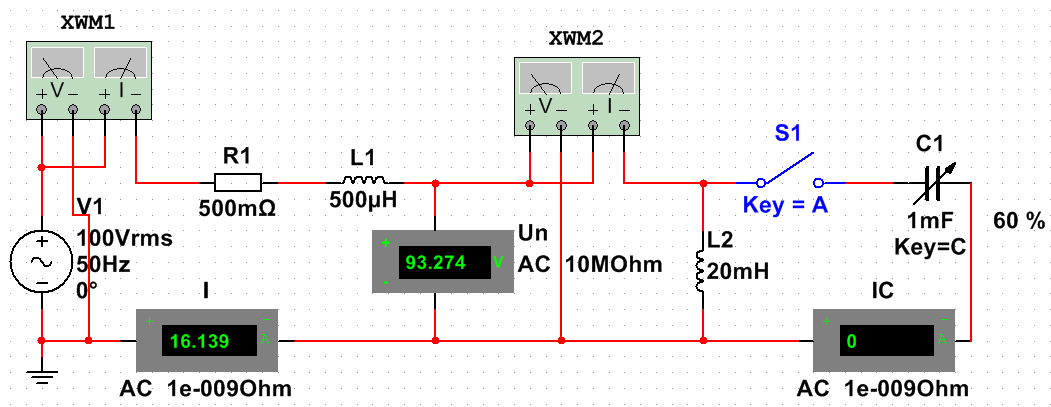 XWM1
V I
+ − + −
XWM2
V I
+ − + −
R1
500mΩ
L1
500µH
S1
Key = A
C1
1mF
Key=C
60 %
V1
100Vrms
50Hz
0°
+
−
Un
+
93.274 V
-
AC 10MOhm
L2
20mH
I
+ −
16.139 A
AC 1e-009Ohm
IC
+ −
0 A
AC 1e-009Ohm